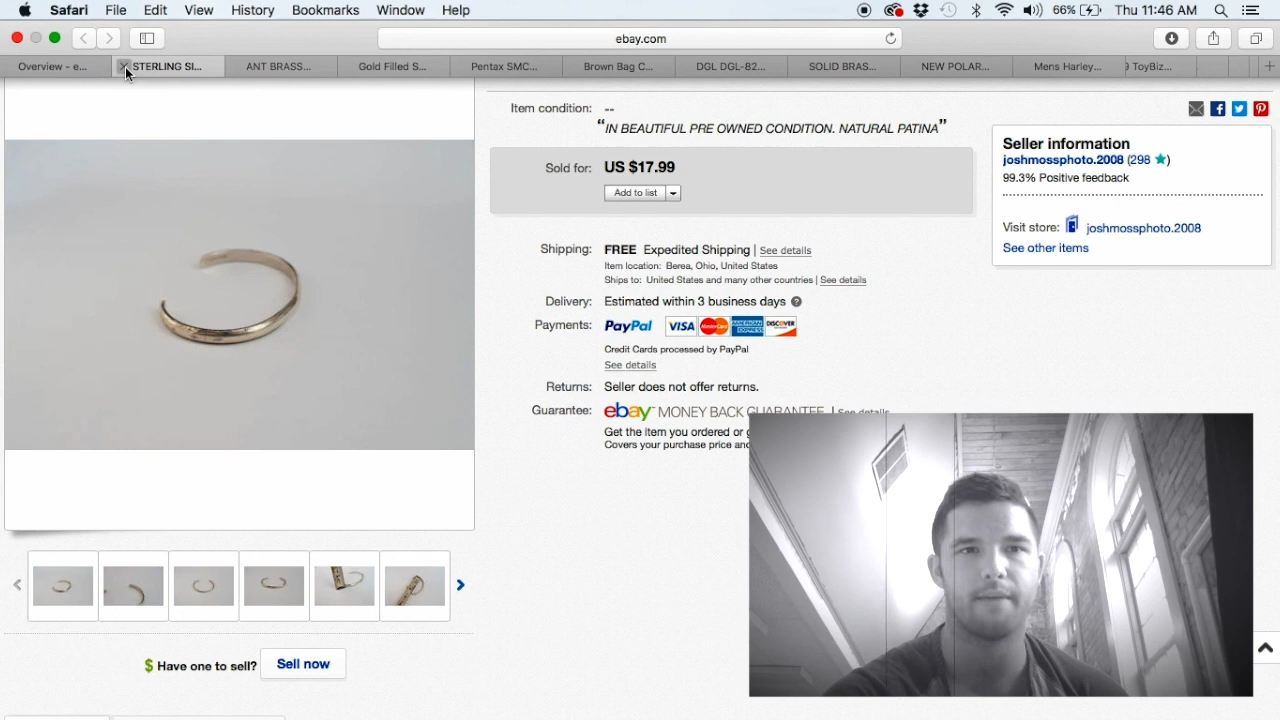 Safari File Edit View History Bookmarks Window Help 66% Thu 11:46 AM
ebay.com
Overview - e... STERLING SI... ANT BRASS... Gold Filled S... Pentax SMC... Brown Bag C... DGL DGL-82... SOLID BRAS... NEW POLAR... Mens Harley... 9 ToyBiz...
Item condition: --
“IN BEAUTIFUL PRE OWNED CONDITION. NATURAL PATINA”
Sold for: US $17.99
Add to list
Shipping: FREE Expedited Shipping | See details
Item location: Berea, Ohio, United States
Ships to: United States and many other countries | See details
Delivery: Estimated within 3 business days
Payments: PayPal VISA MasterCard AMERICAN EXPRESS DISCOVER
Credit Cards processed by PayPal
See details
Returns: Seller does not offer returns.
Guarantee: ebay MONEY BACK GUARANTEE | See details
Get the item you ordered or
Covers your purchase price and
Seller information
joshmossphoto.2008 (298)
99.3% Positive feedback
Visit store: joshmossphoto.2008
See other items
$ Have one to sell? Sell now